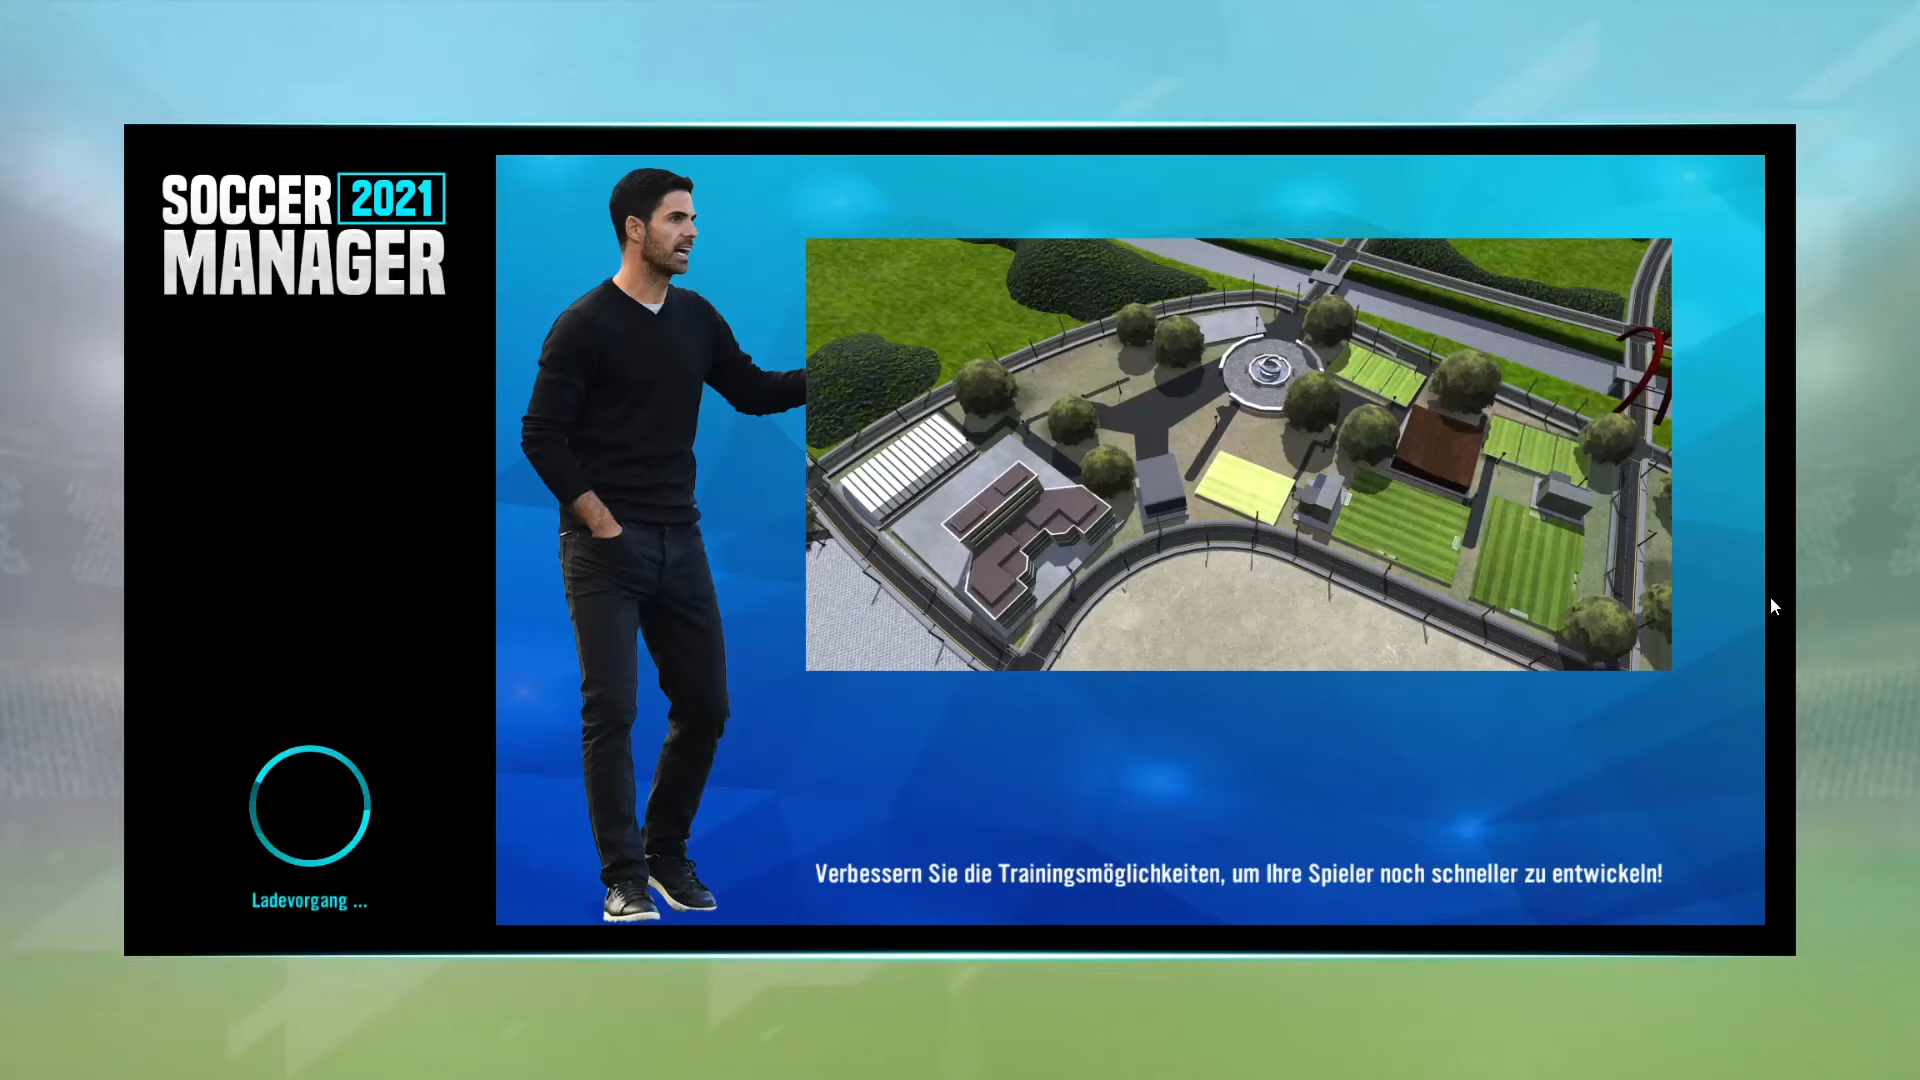 SOCCER 2021
MANAGER
Ladevorgang ...
Verbessern Sie die Trainingsmöglichkeiten, um Ihre Spieler noch schneller zu entwickeln!